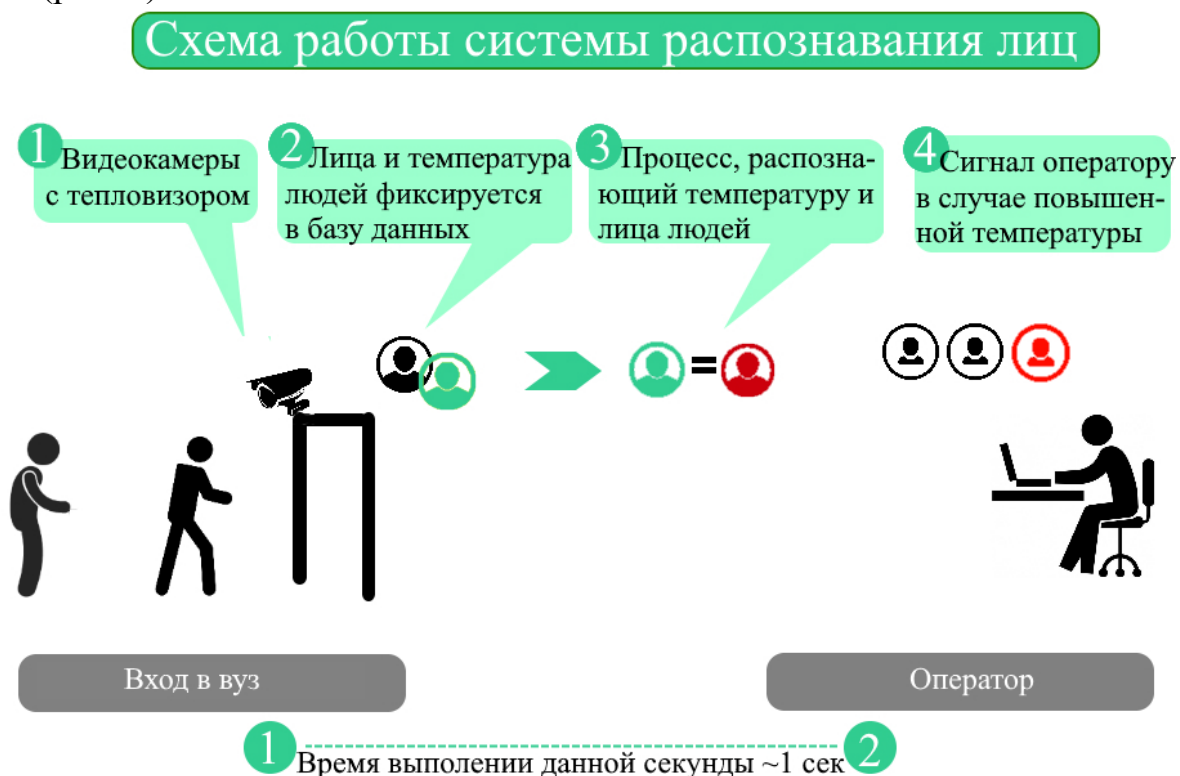 Схема работы системы распознавания лиц
1 Видеокамеры
с тепловизором
2 Лица и температура
людей фиксируется
в базу данных
3 Процесс, распозна-
ющий температуру и
лица людей
4 Сигнал оператору
в случае повышен-
ной температуры
=
Вход в вуз
Оператор
1 2
Время выполении данной секунды ~1 сек